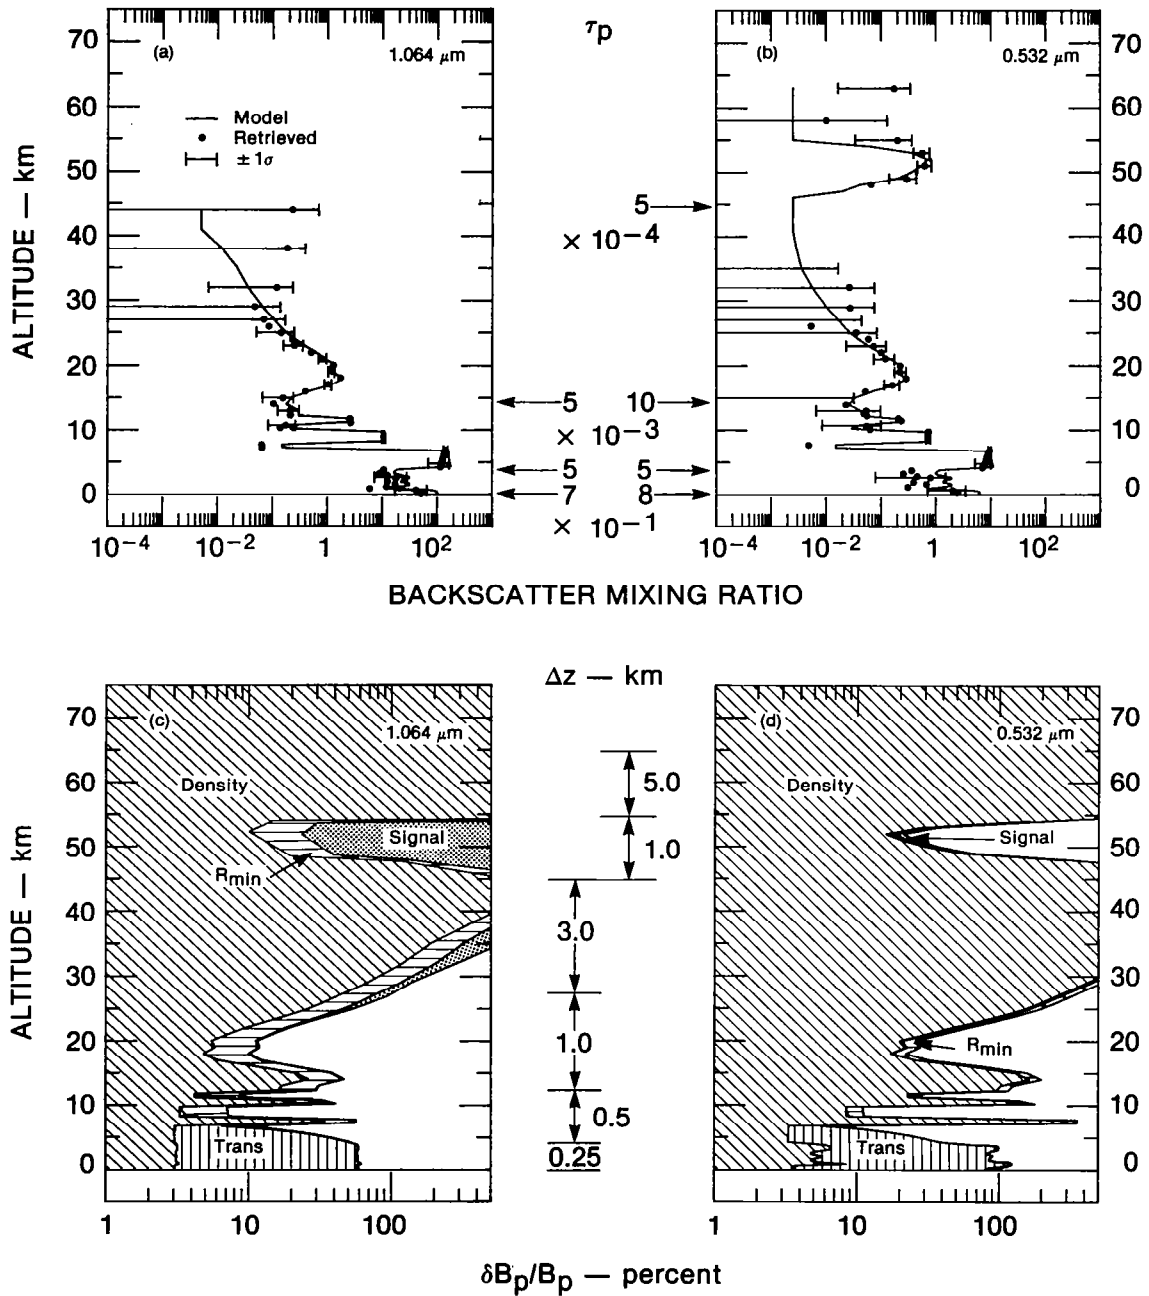 τp
70
60
50
40
30
20
10
0
ALTITUDE — km
(a)
1.064 μm
Model
Retrieved
± 1σ
10-4
10-2
1
102
5
× 10-4
5
10
× 10-3
5
5
7
8
× 10-1
(b)
0.532 μm
70
60
50
40
30
20
10
0
10-4
10-2
1
102
BACKSCATTER MIXING RATIO
Δz — km
70
60
50
40
30
20
10
0
ALTITUDE — km
(c)
1.064 μm
Density
Signal
Rmin
Trans
1
10
100
5.0
1.0
3.0
1.0
0.5
0.25
(d)
0.532 μm
Density
Signal
Rmin
Trans
70
60
50
40
30
20
10
0
1
10
100
δBp/Bp — percent